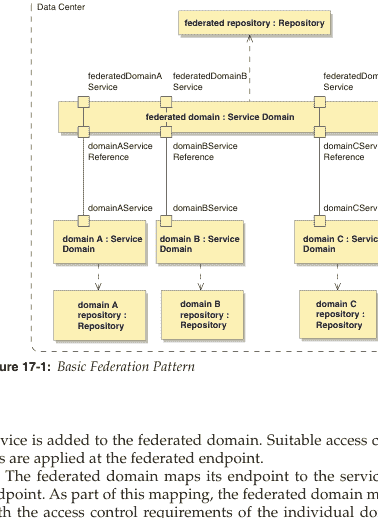 Data Center
federated repository : Repository
federatedDomainA
Service
federatedDomainB
Service
federatedDom
Service
federated domain : Service Domain
domainAService
Reference
domainBService
Reference
domainCServ
Reference
domainAService
domainBService
domainCServ
domain A : Service
Domain
domain B : Service
Domain
domain C : Serv
Domain
domain A
repository :
Repository
domain B
repository :
Repository
domain C
repository :
Repository
ure 17-1: Basic Federation Pattern
vice is added to the federated domain. Suitable access c
s are applied at the federated endpoint.
The federated domain maps its endpoint to the servic
dpoint. As part of this mapping, the federated domain m
th the access control requirements of the individual do